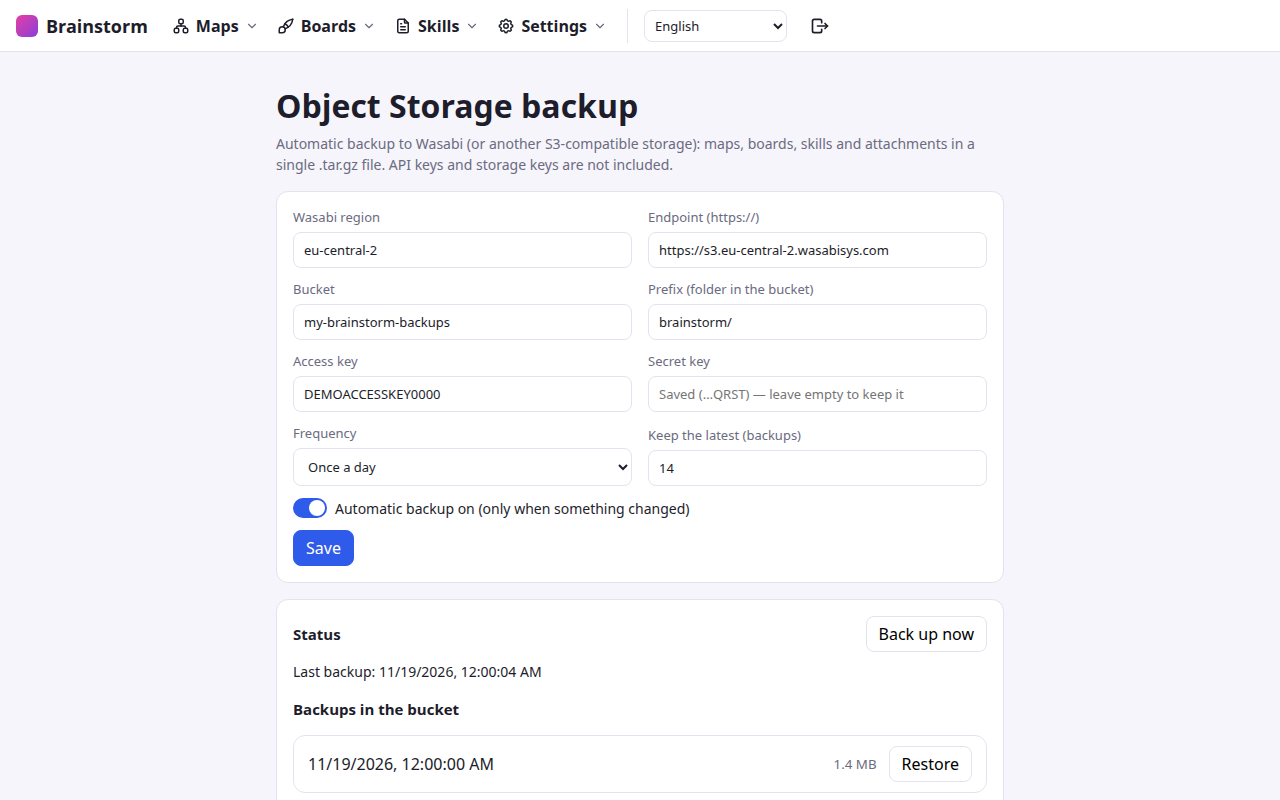 Brainstorm Maps Boards Skills Settings English
Object Storage backup
Automatic backup to Wasabi (or another S3-compatible storage): maps, boards, skills and attachments in a
single .tar.gz file. API keys and storage keys are not included.
Wasabi region
Endpoint (https://)
eu-central-2
https://s3.eu-central-2.wasabisys.com
Bucket
Prefix (folder in the bucket)
my-brainstorm-backups
brainstorm/
Access key
Secret key
DEMOACCESSKEY0000
Saved (…QRST) — leave empty to keep it
Frequency
Keep the latest (backups)
Once a day
14
Automatic backup on (only when something changed)
Save
Status
Back up now
Last backup: 11/19/2026, 12:00:04 AM
Backups in the bucket
11/19/2026, 12:00:00 AM
1.4 MB
Restore